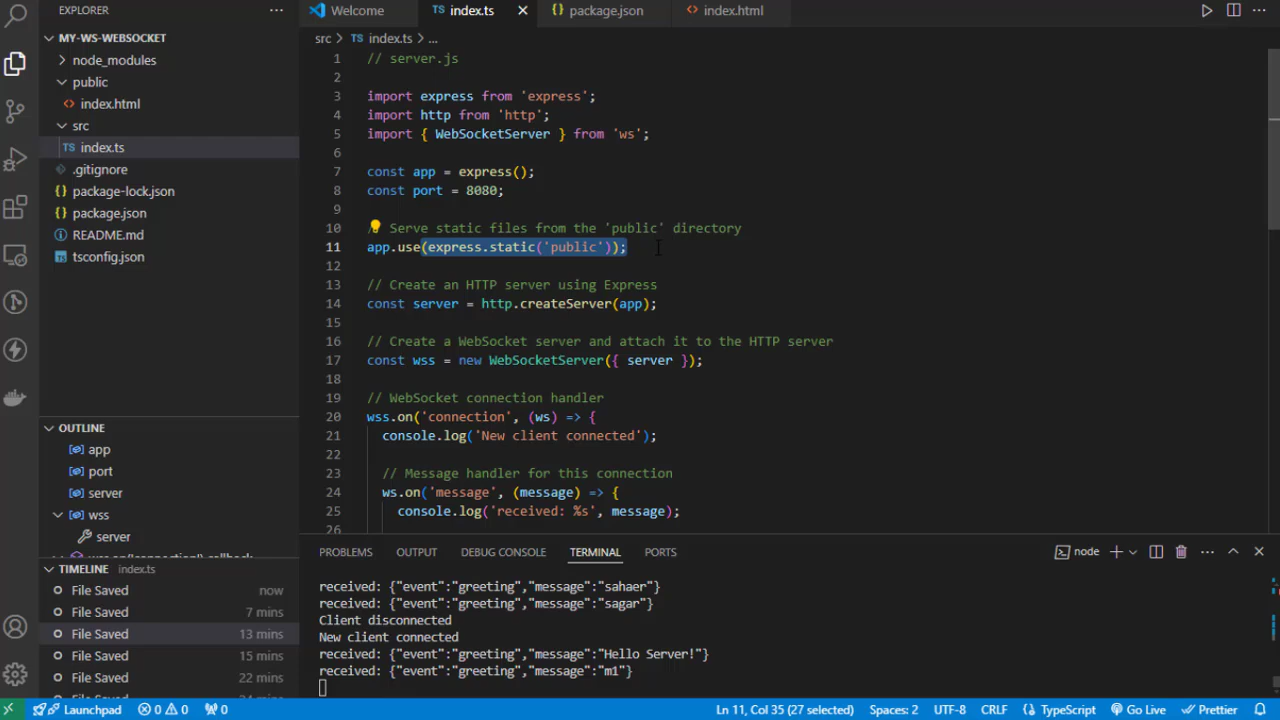 EXPLORER
MY-WS-WEBSOCKET
node_modules
public
index.html
src
TS index.ts
.gitignore
{} package-lock.json
{} package.json
README.md
tsconfig.json
OUTLINE
app
port
server
wss
server
wss.on('connection') callback
TIMELINE index.ts
File Saved now
File Saved 7 mins
File Saved 13 mins
File Saved 15 mins
File Saved 22 mins
Welcome
TS index.ts
{} package.json
<> index.html
src > TS index.ts > ...
1 // server.js
2
3 import express from 'express';
4 import http from 'http';
5 import { WebSocketServer } from 'ws';
6
7 const app = express();
8 const port = 8080;
9
10 Serve static files from the 'public' directory
11 app.use(express.static('public'));
12
13 // Create an HTTP server using Express
14 const server = http.createServer(app);
15
16 // Create a WebSocket server and attach it to the HTTP server
17 const wss = new WebSocketServer({ server });
18
19 // WebSocket connection handler
20 wss.on('connection', (ws) => {
21 console.log('New client connected');
22
23 // Message handler for this connection
24 ws.on('message', (message) => {
25 console.log('received: %s', message);
26
PROBLEMS OUTPUT DEBUG CONSOLE TERMINAL PORTS
node
received: {"event":"greeting","message":"sahaer"}
received: {"event":"greeting","message":"sagar"}
Client disconnected
New client connected
received: {"event":"greeting","message":"Hello Server!"}
received: {"event":"greeting","message":"m1"}
Launchpad 0 0 0 Ln 11, Col 35 (27 selected) Spaces: 2 UTF-8 CRLF {} TypeScript Go Live Prettier